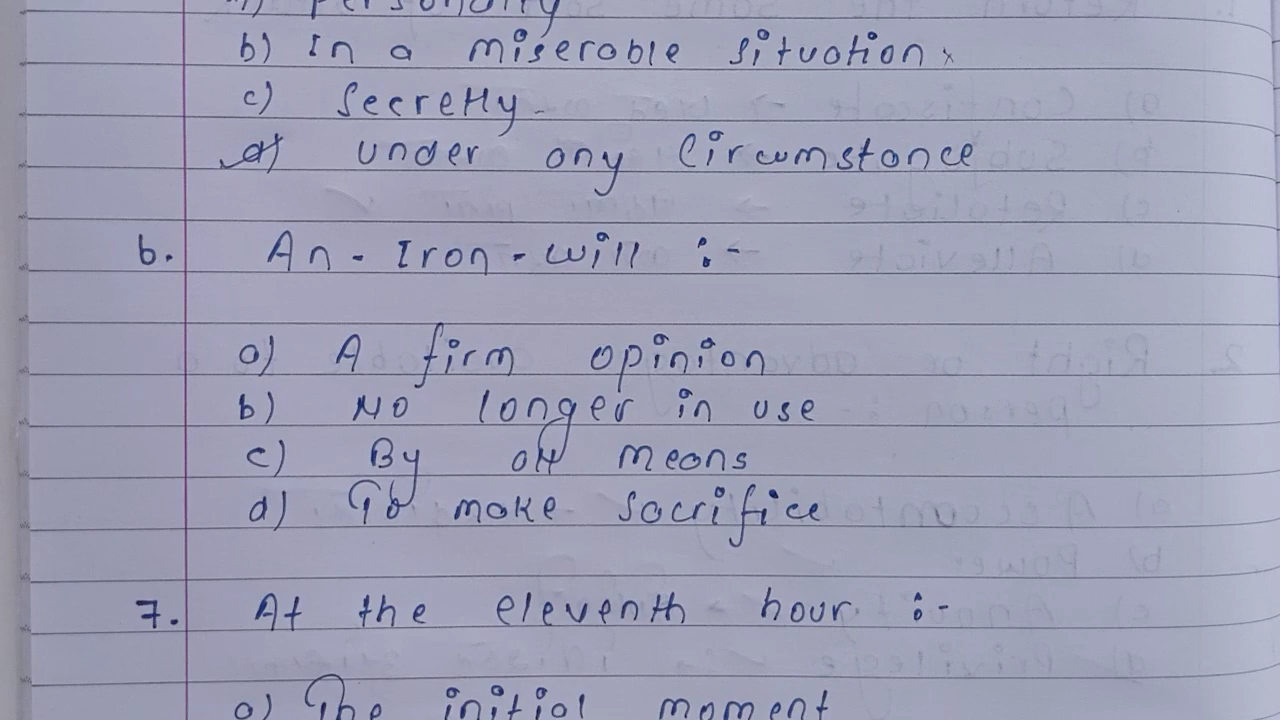 a) Personality
b) In a miserable situation x
c) Secretly
d) under any Circumstance
6. An - Iron - will :-
a) A firm opinion
b) No longer in use
c) By all means
d) To make sacrifice
7. At the eleventh hour :-
a) The initial moment